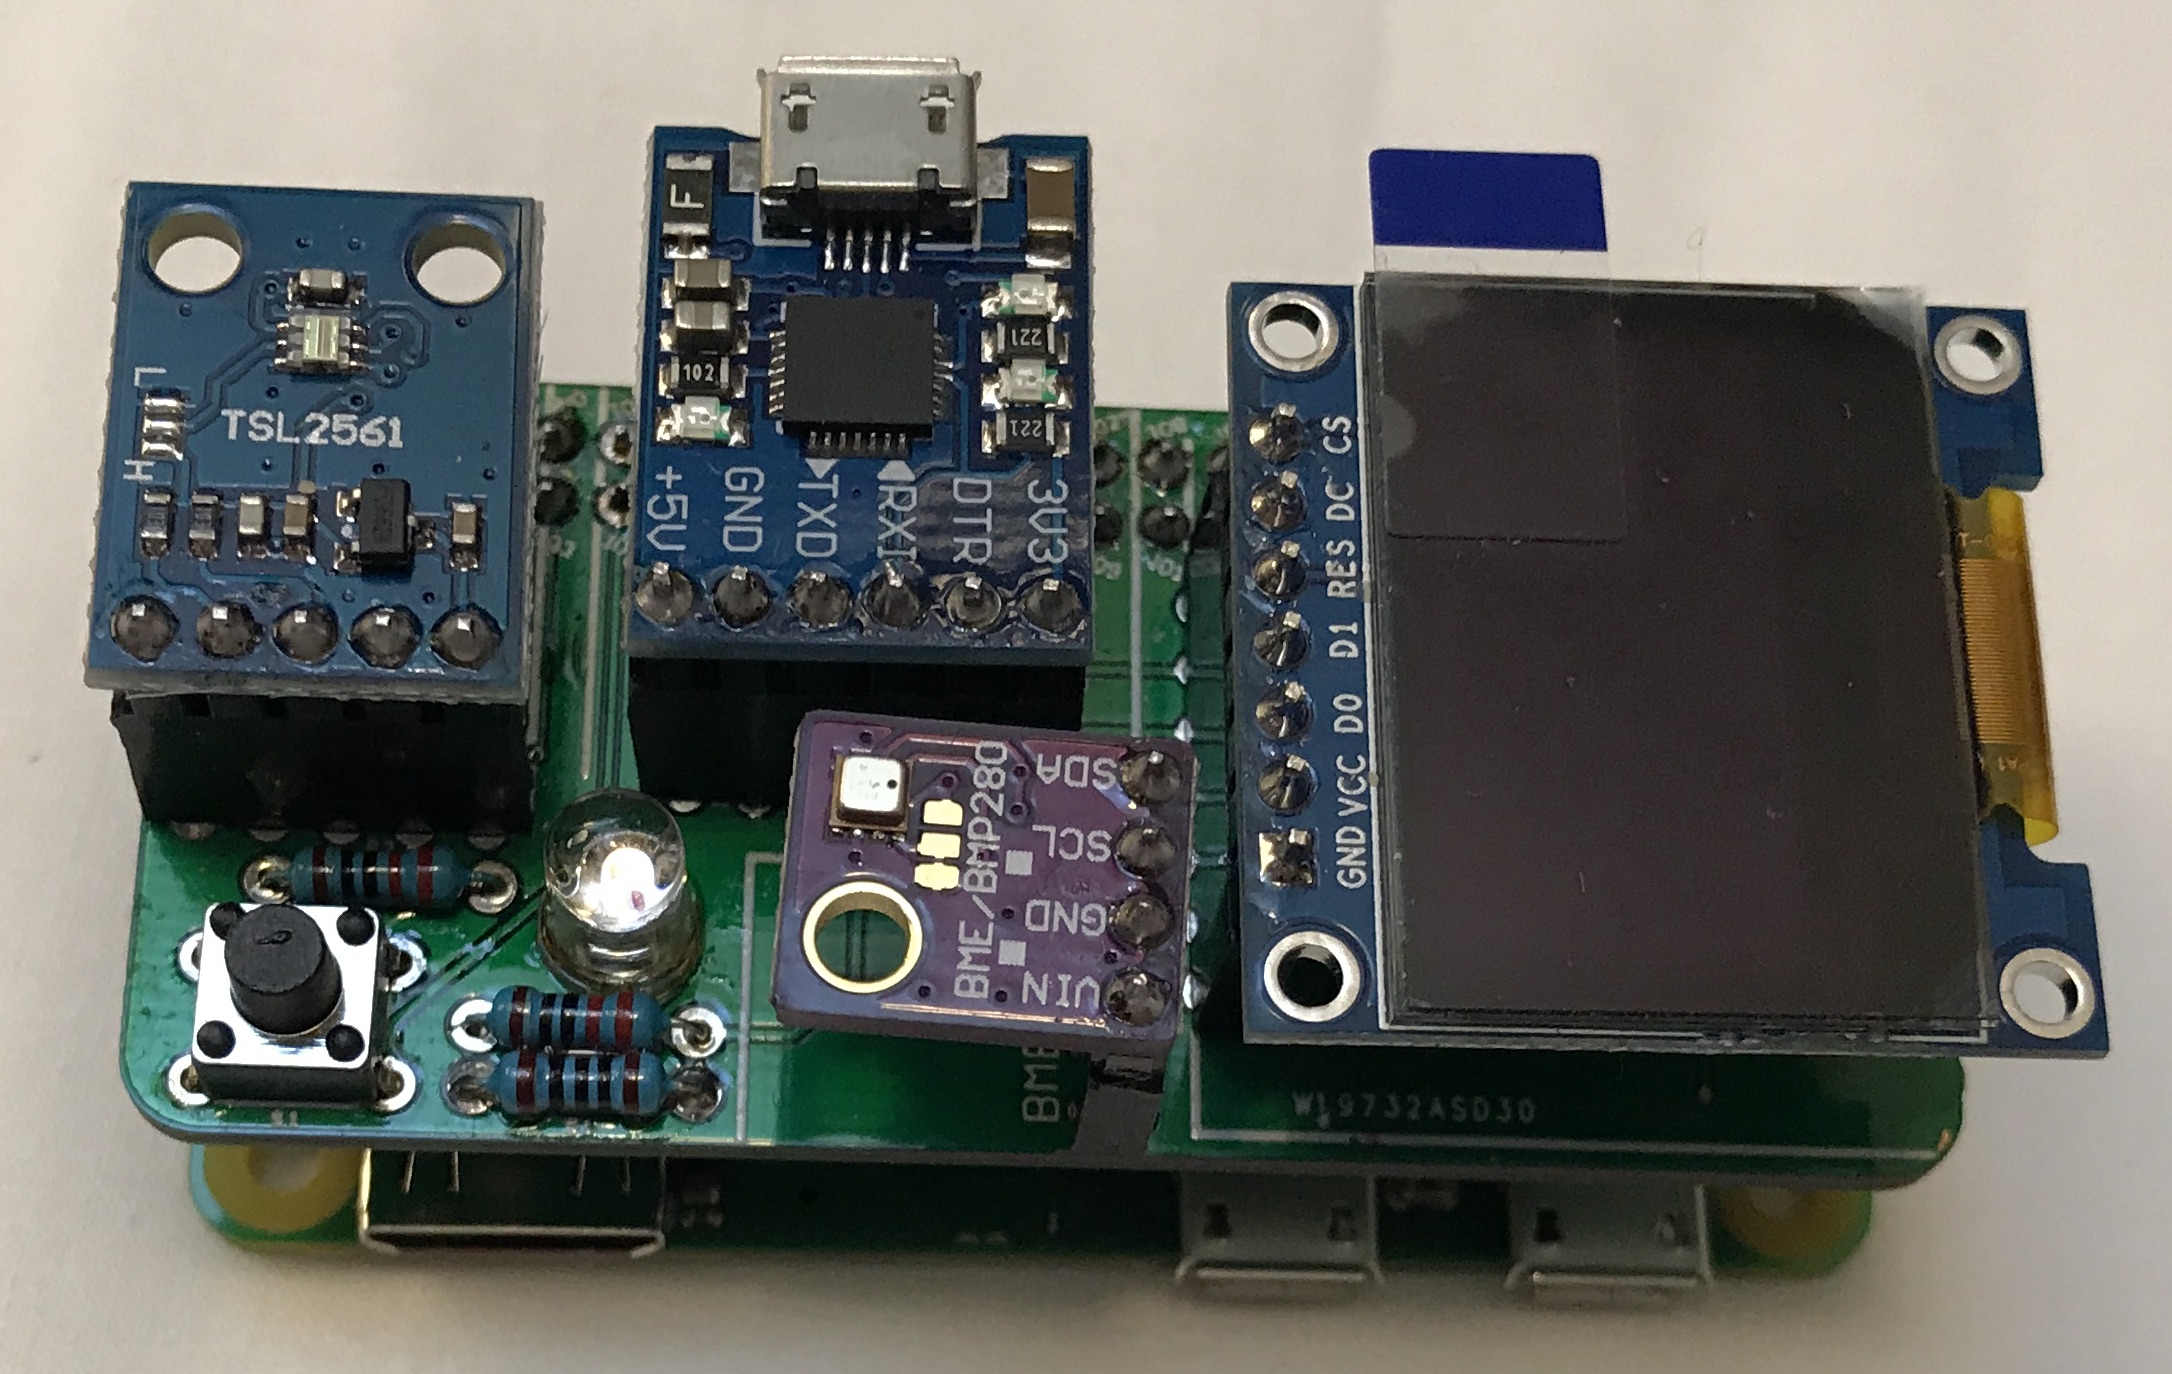 L
TSL2561
H
F
102
221
221
+5V
GND
TXD
RXI
DTR
3V3
CS
DC
RES
D1
D0
VCC
GND
SDA
SCL
GND
VIN
BME/BMP280
BME
W19732ASD30